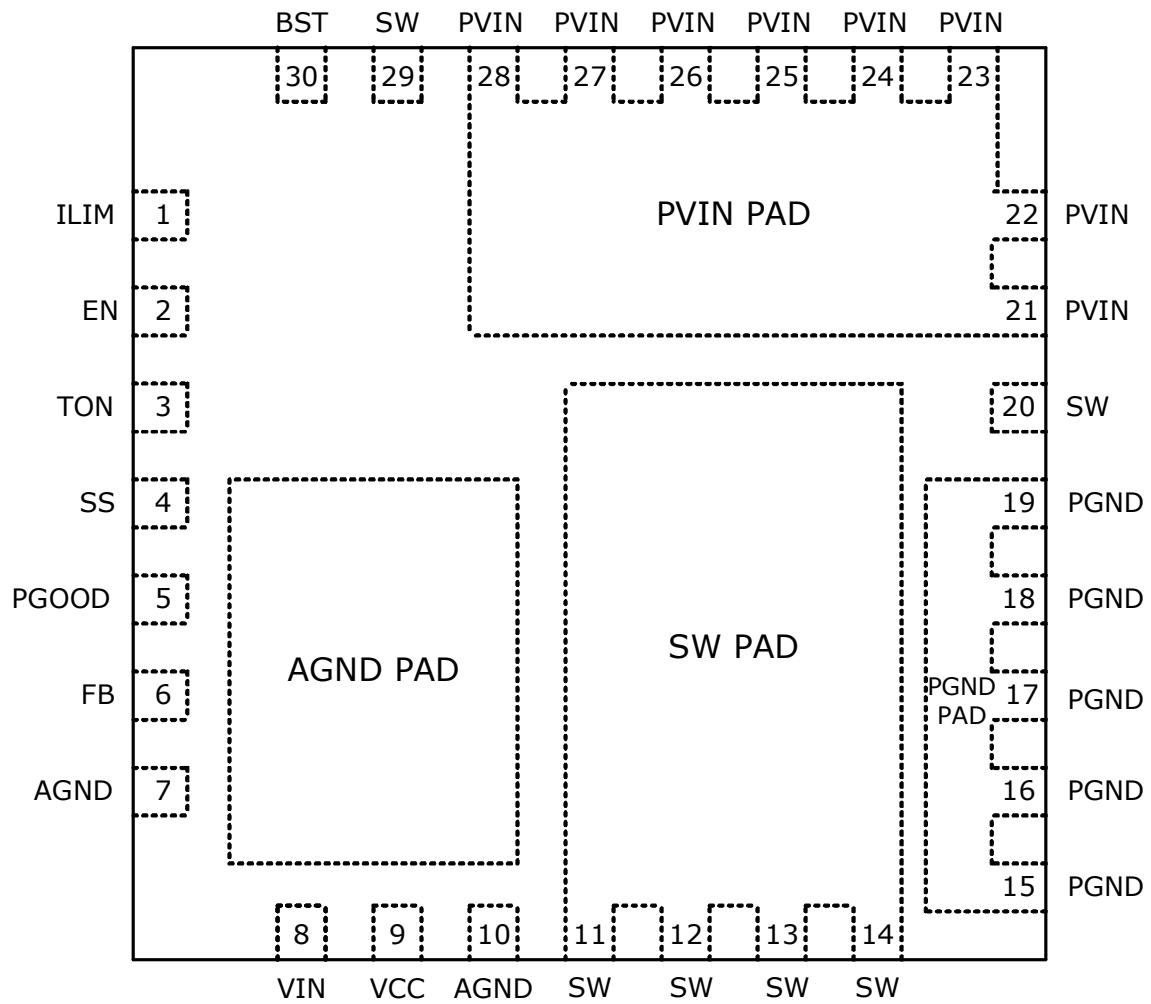 BST SW PVIN PVIN PVIN PVIN PVIN PVIN
30 29 28 27 26 25 24 23
ILIM 1 PVIN PAD 22 PVIN
EN 2 21 PVIN
TON 3 20 SW
SS 4 19 PGND
PGOOD 5 18 PGND
AGND PAD SW PAD
FB 6 PGND 17 PGND
PAD
AGND 7 16 PGND
15 PGND
8 9 10 11 12 13 14
VIN VCC AGND SW SW SW SW